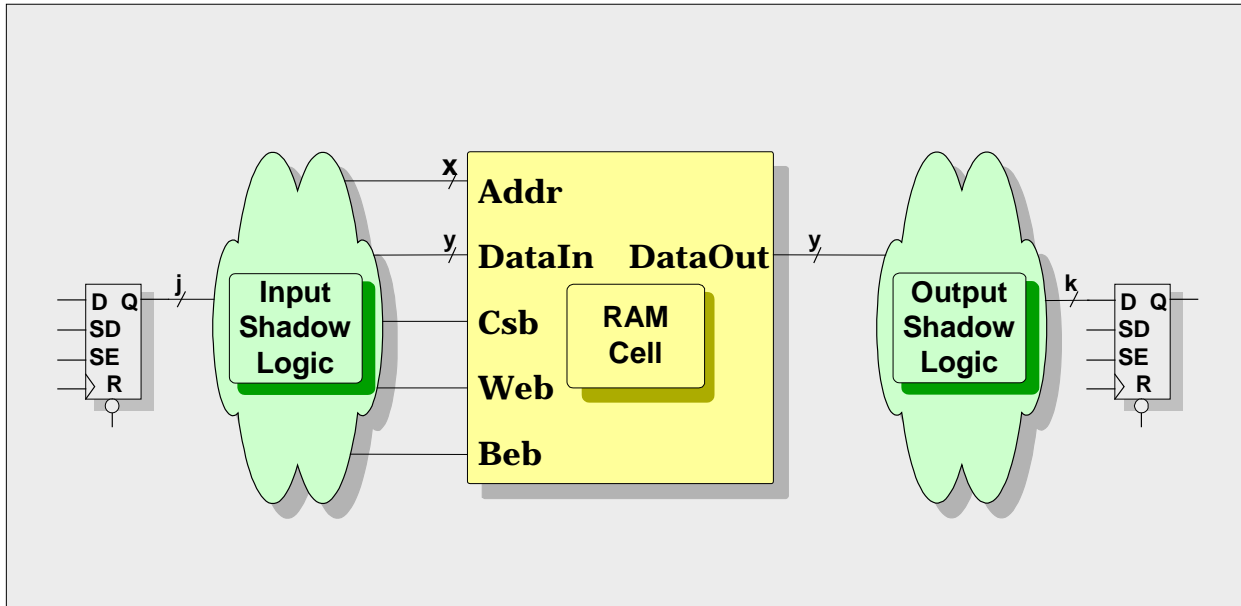 x
Addr
y
DataIn
DataOut
y
Csb
Web
Beb
RAM
Cell
j
Input
Shadow
Logic
D Q
SD
SE
R
Output
Shadow
Logic
k
D Q
SD
SE
R